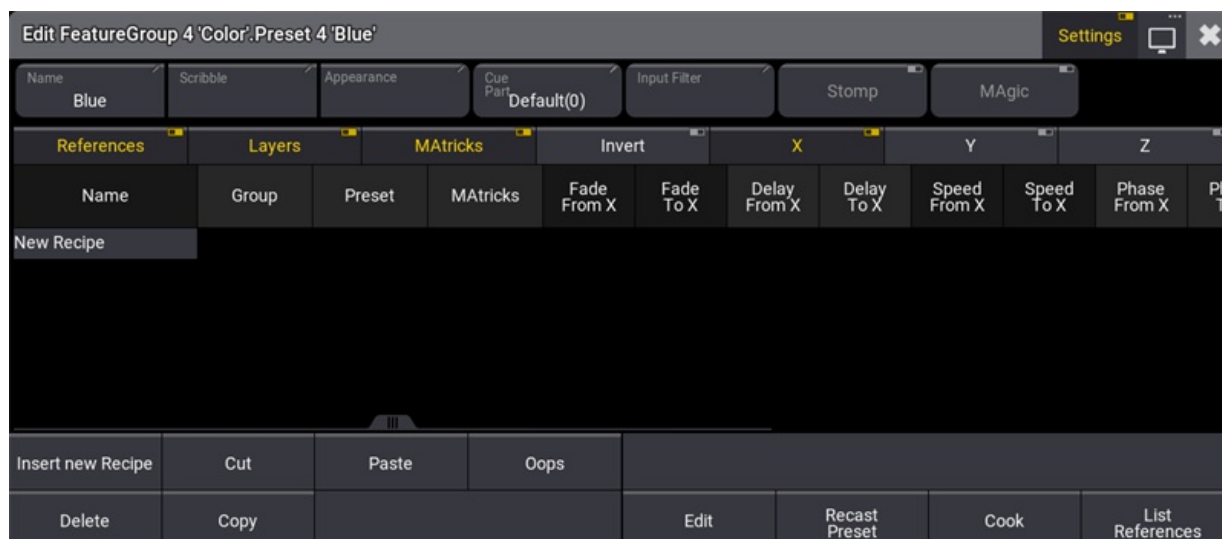 Edit FeatureGroup 4 'Color'.Preset 4 'Blue'
Settings
Name
Blue
Scribble
Appearance
Cue
Part
Default(0)
Input Filter
Stomp
MAgic
References
Layers
MAtricks
Invert
X
Y
Z
Name
Group
Preset
MAtricks
Fade
From X
Fade
To X
Delay
From X
Delay
To X
Speed
From X
Speed
To X
Phase
From X
New Recipe
Insert new Recipe
Cut
Paste
Oops
Delete
Copy
Edit
Recast
Preset
Cook
List
References